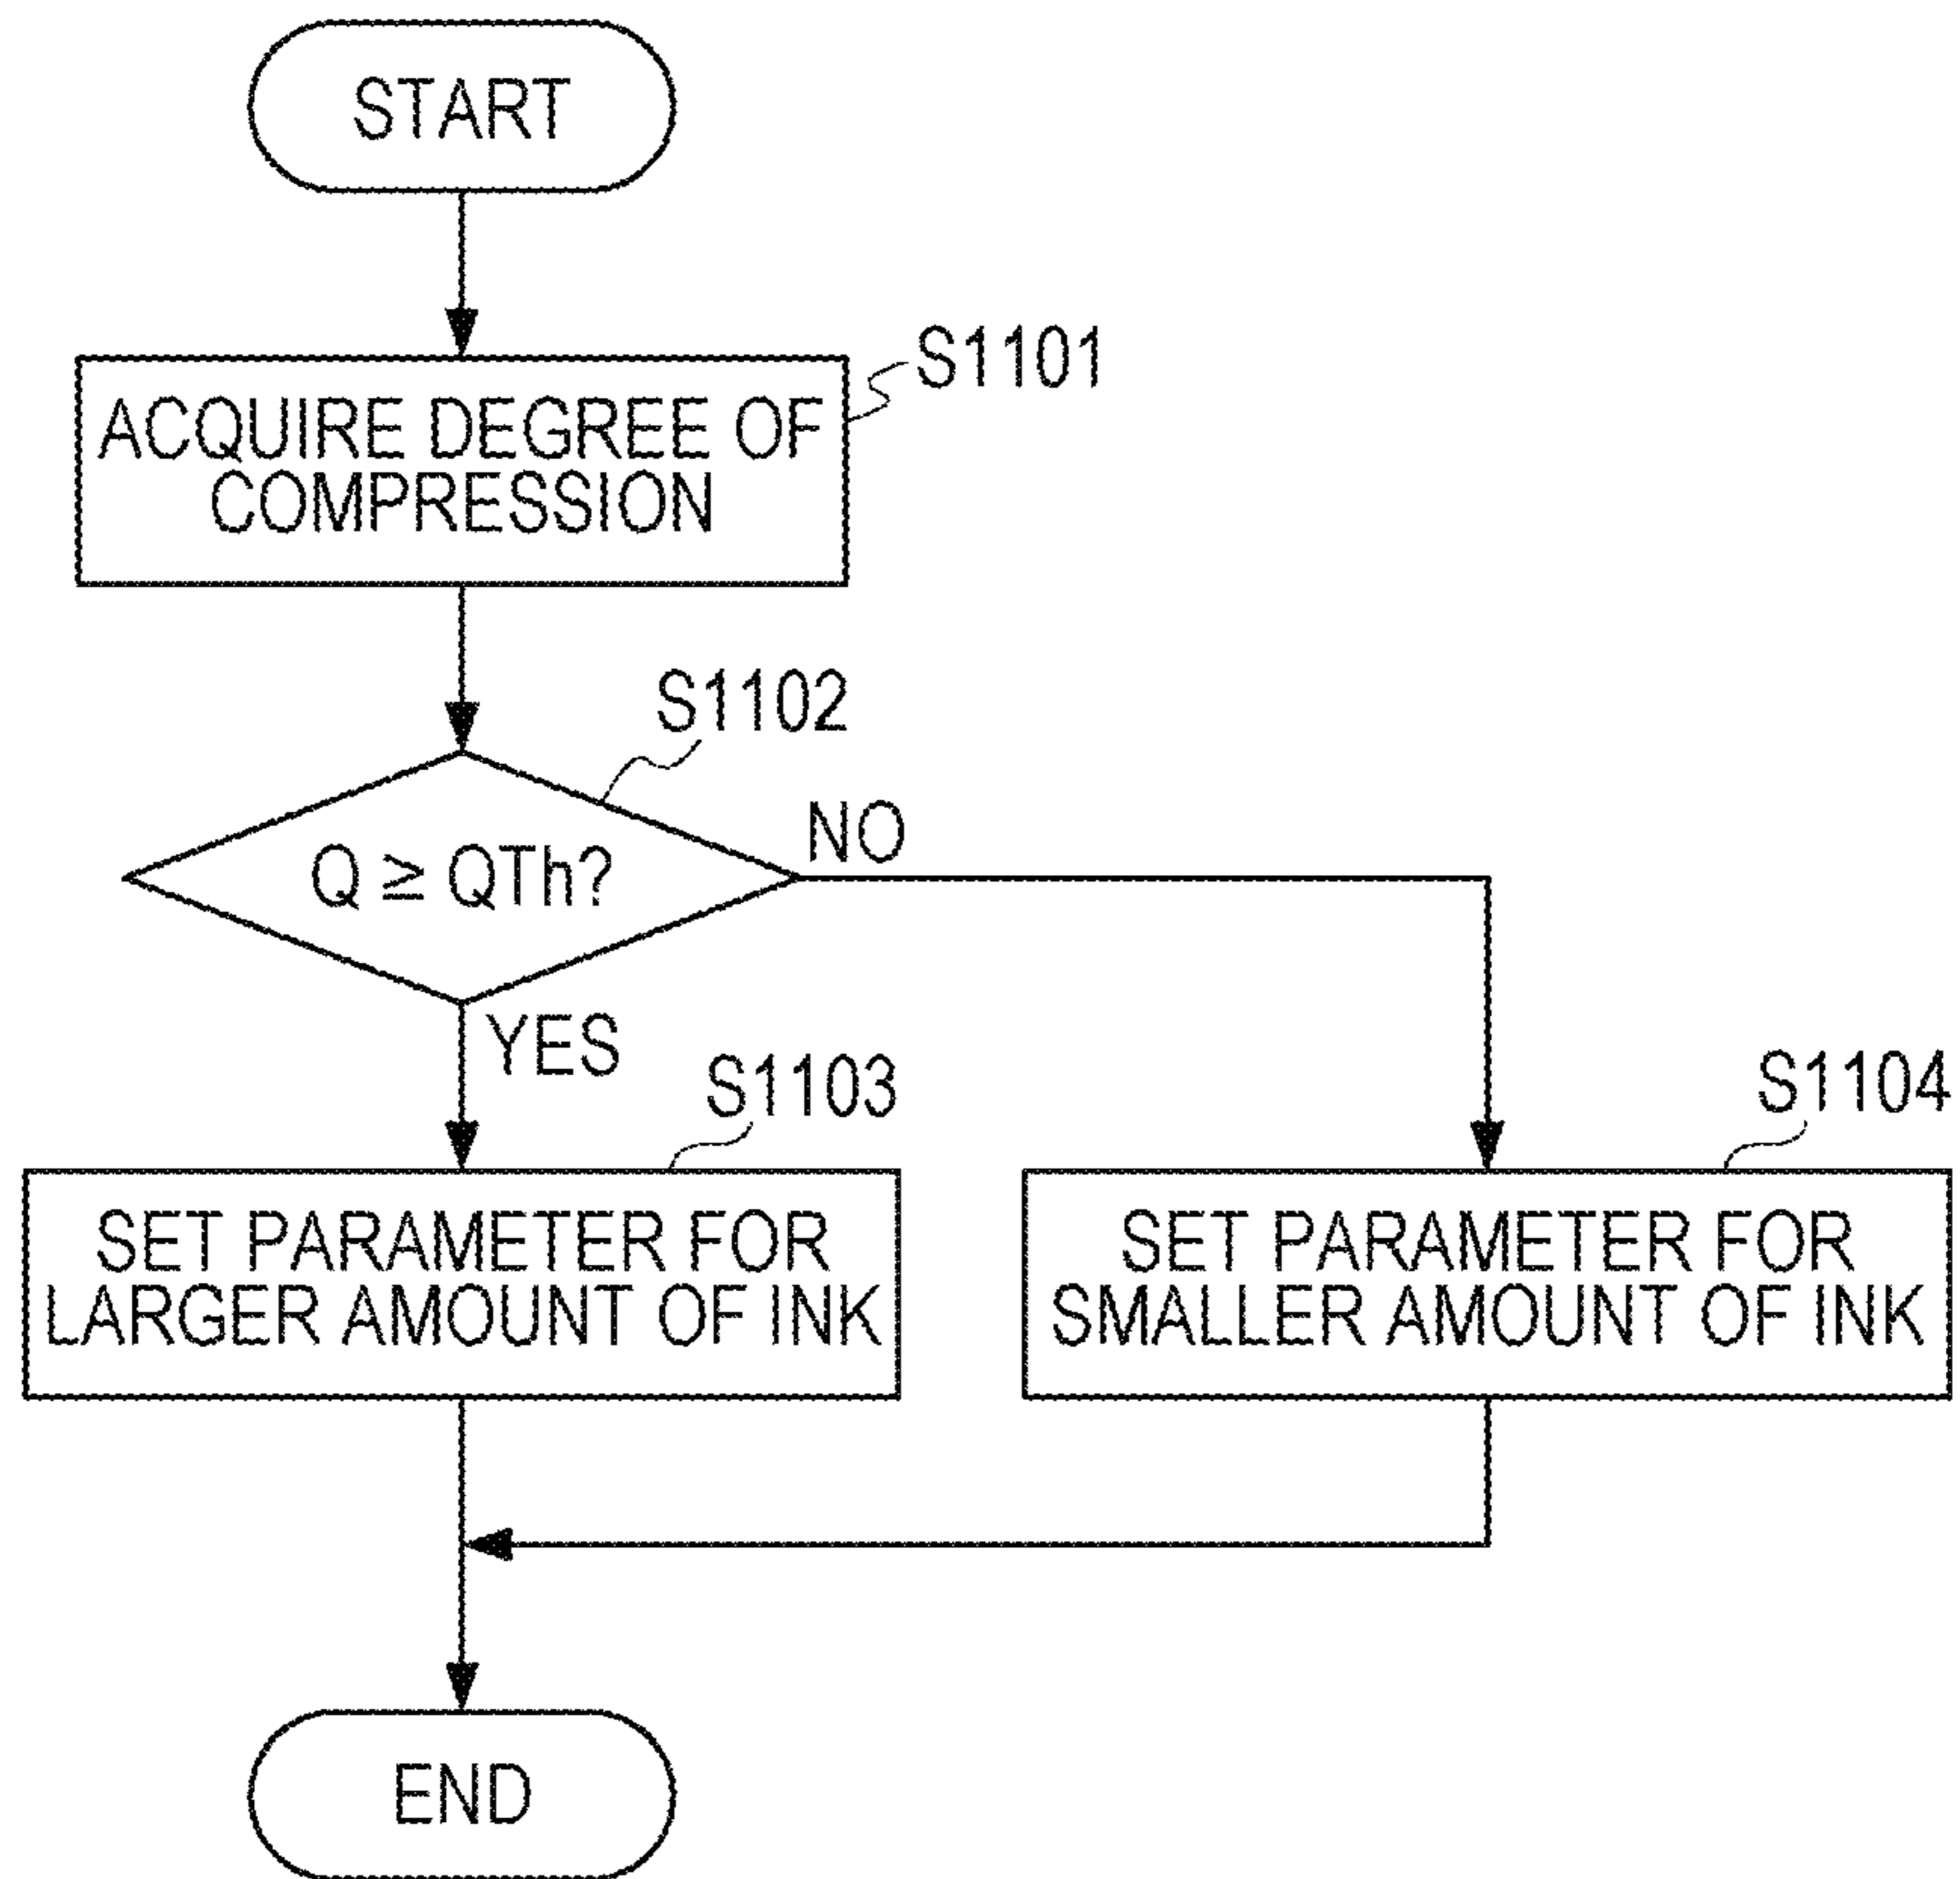 START
S1101
ACQUIRE DEGREE OF
COMPRESSION
S1102
Q ≥ QTh?
NO
YES
S1103
SET PARAMETER FOR
LARGER AMOUNT OF INK
S1104
SET PARAMETER FOR
SMALLER AMOUNT OF INK
END